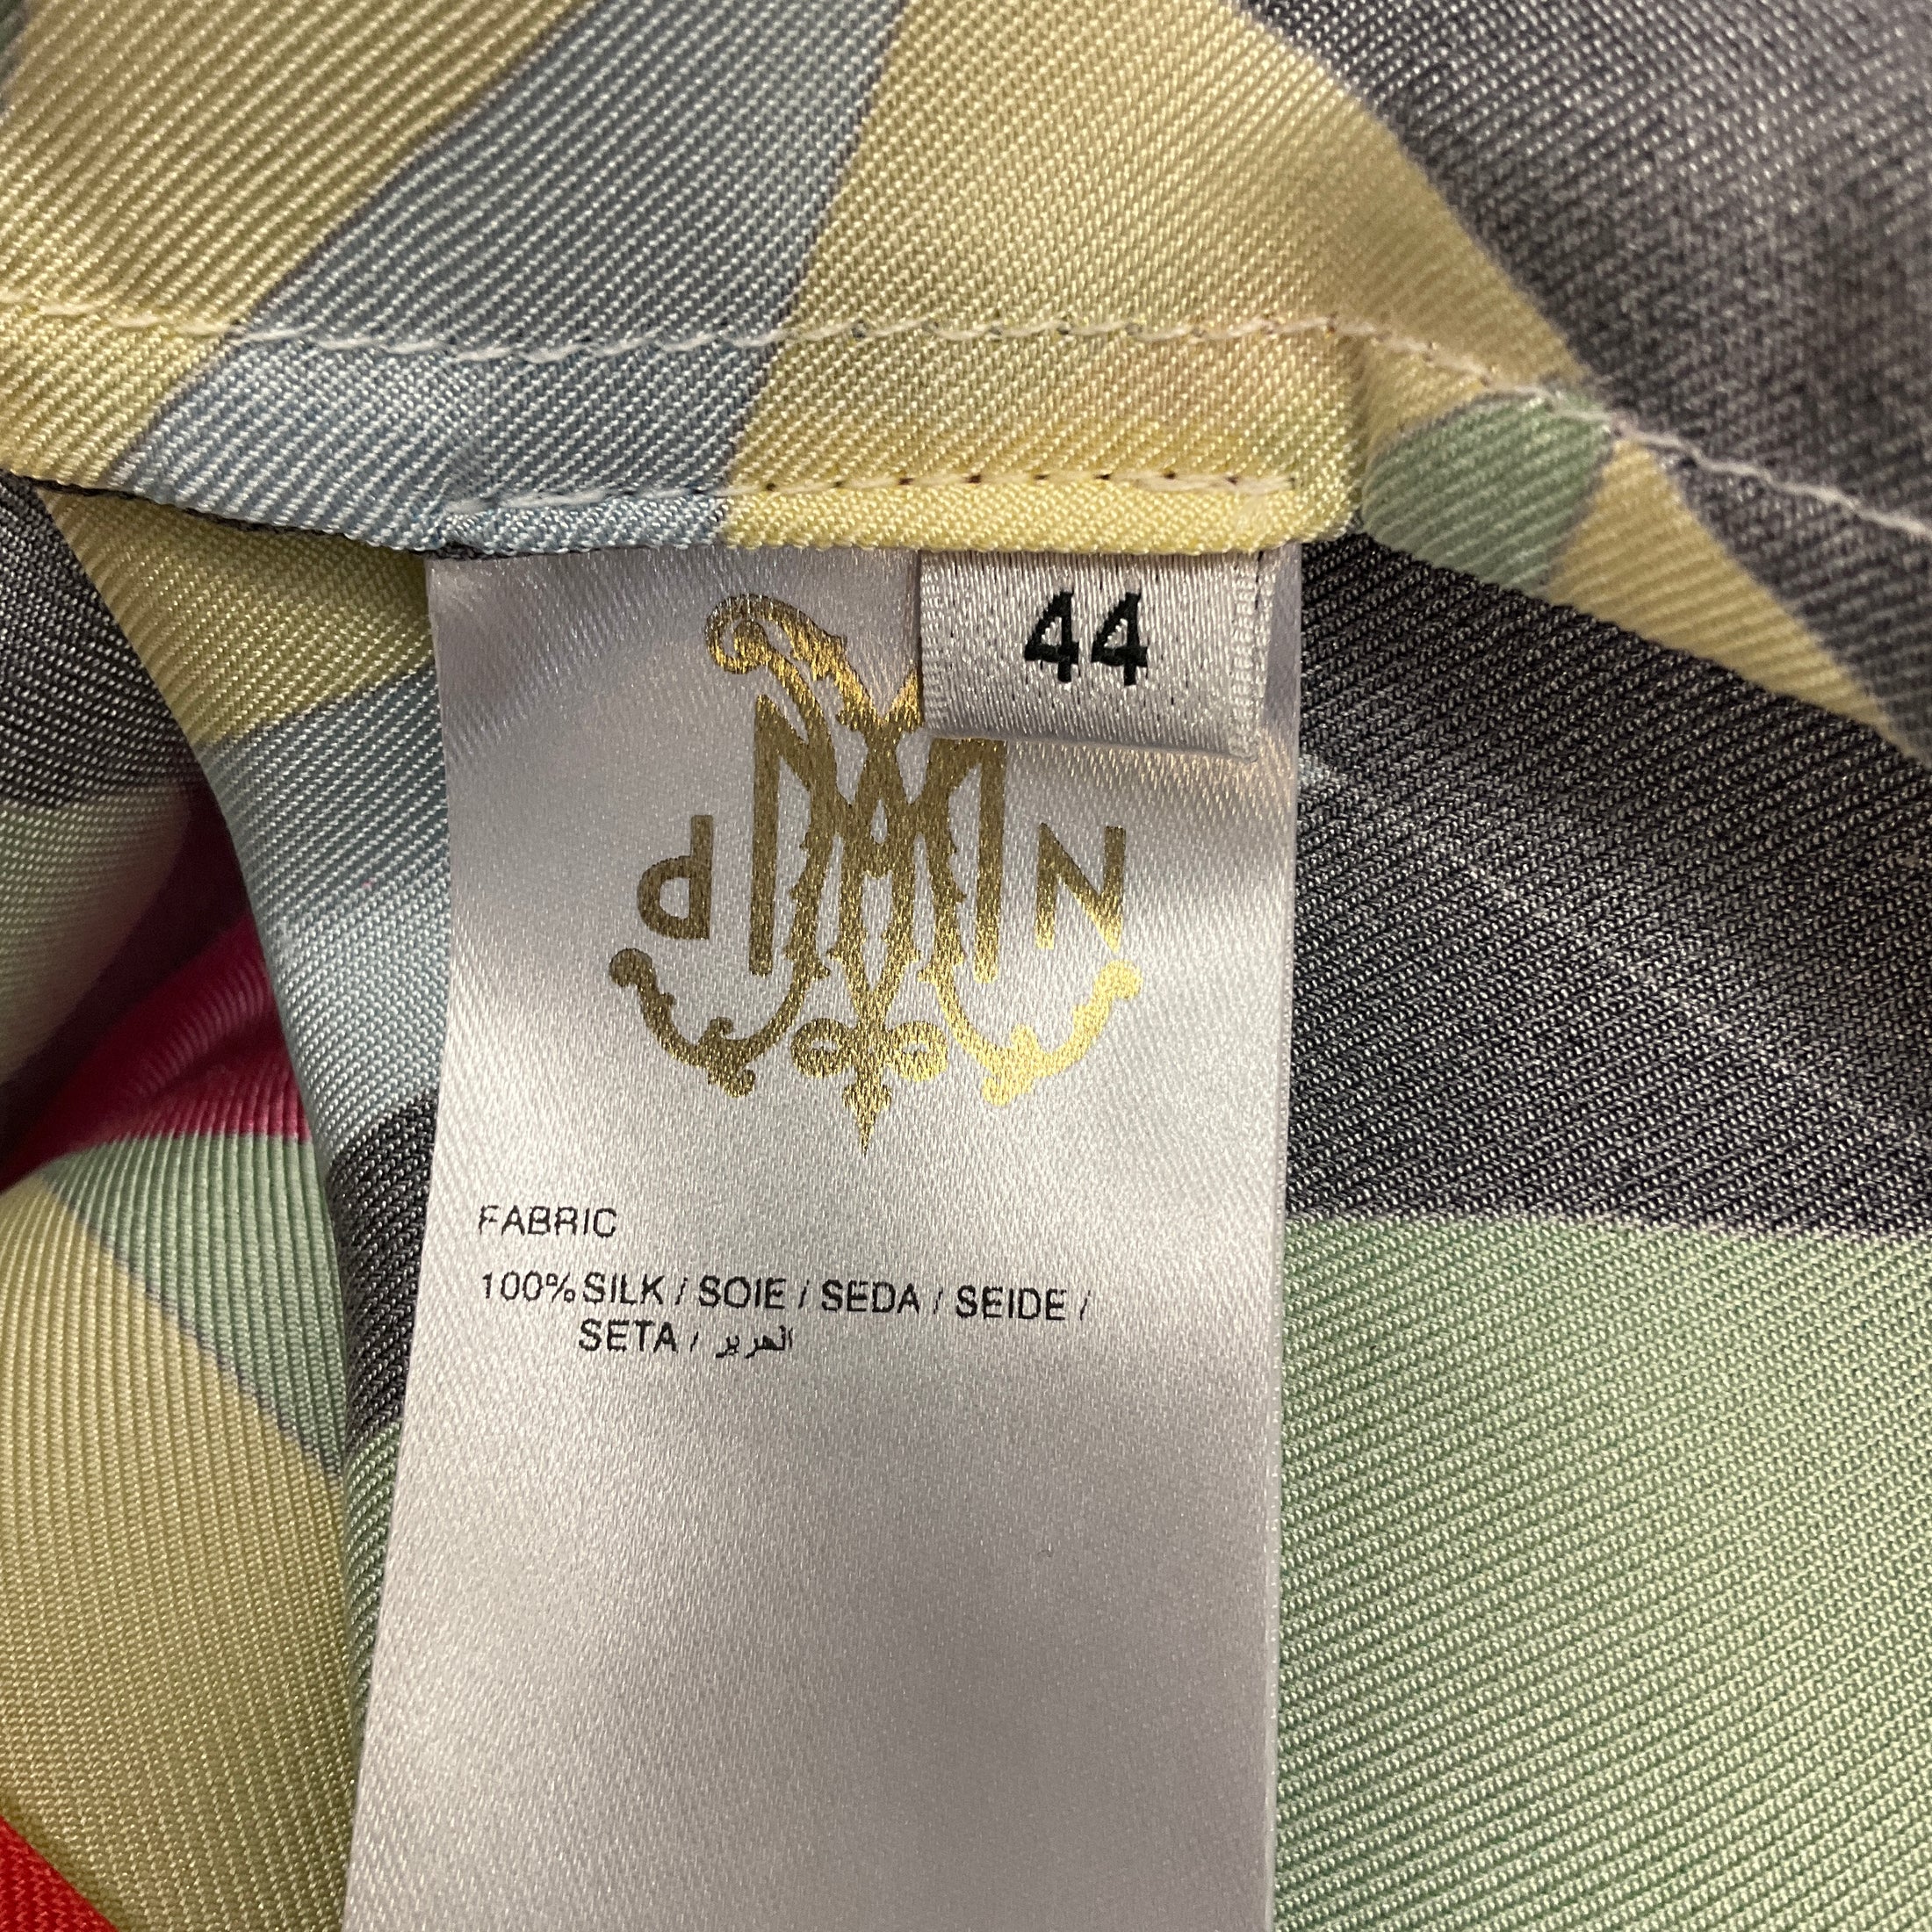 44
P M N
FABRIC
100% SILK / SOIE / SEDA / SEIDE /
SETA / الحرير